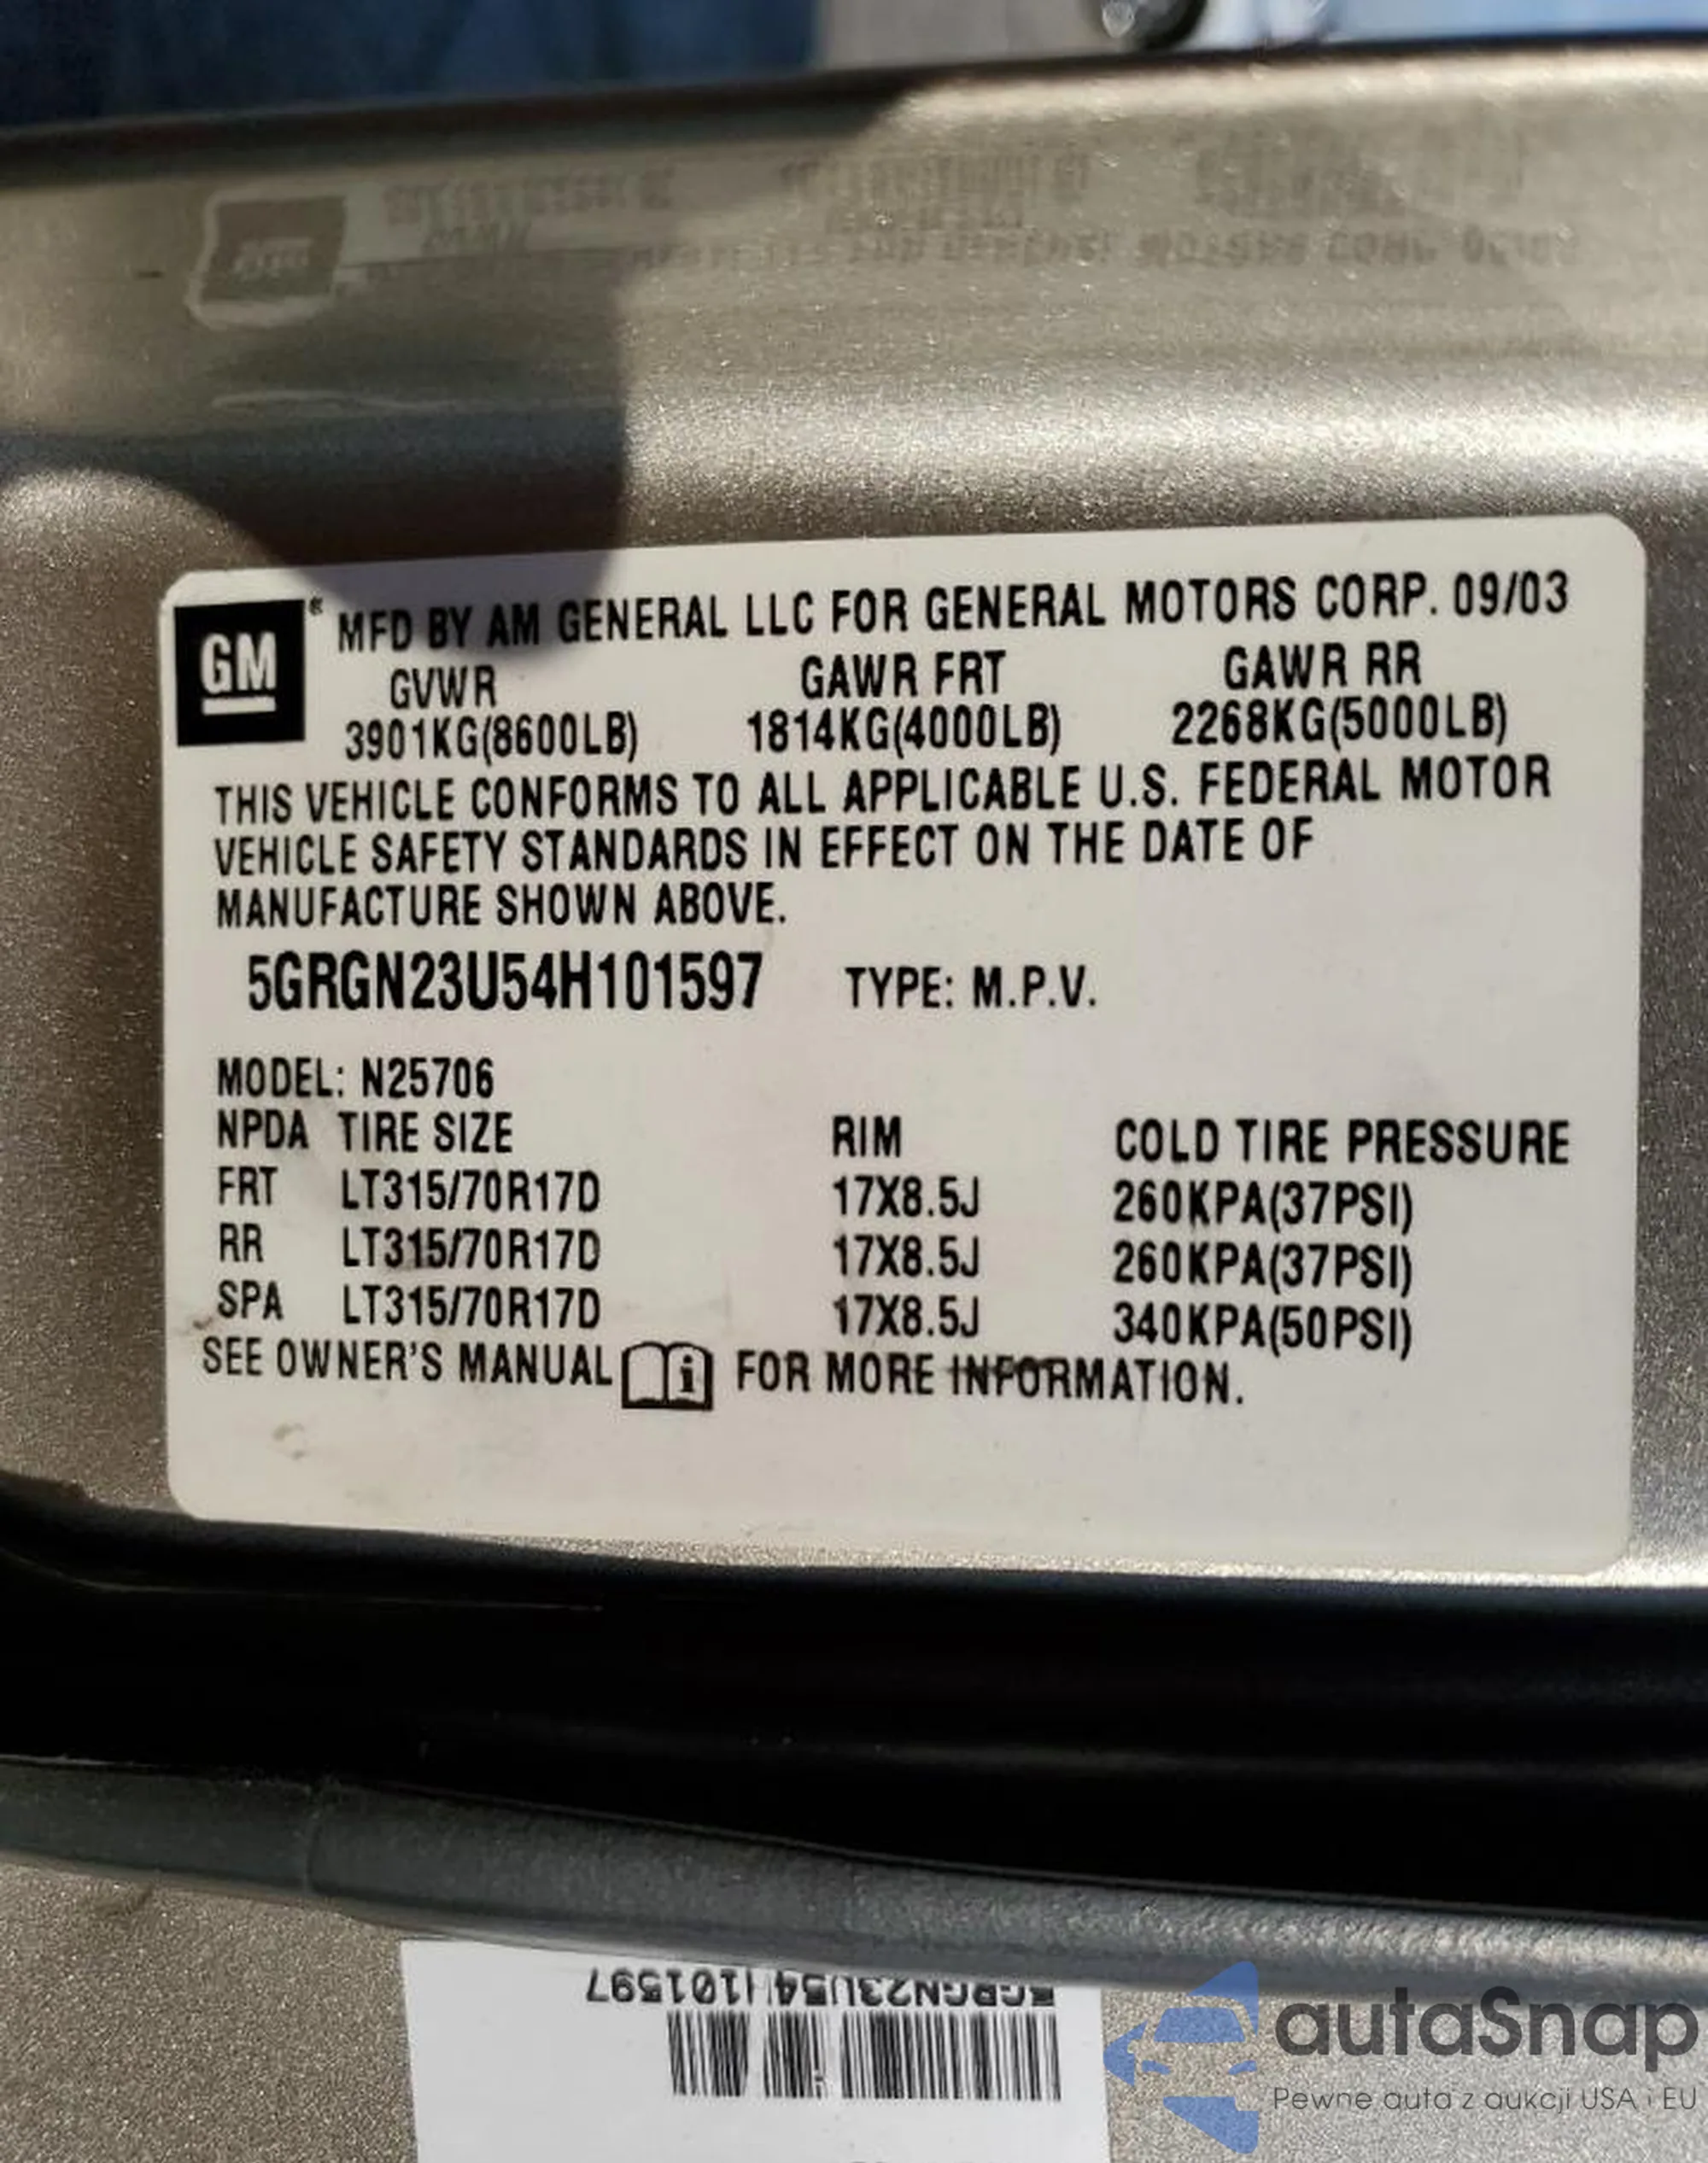 GM® MFD BY AM GENERAL LLC FOR GENERAL MOTORS CORP. 09/03
GVWR GAWR FRT GAWR RR
3901KG(8600LB) 1814KG(4000LB) 2268KG(5000LB)
THIS VEHICLE CONFORMS TO ALL APPLICABLE U.S. FEDERAL MOTOR
VEHICLE SAFETY STANDARDS IN EFFECT ON THE DATE OF
MANUFACTURE SHOWN ABOVE.
5GRGN23U54H101597 TYPE: M.P.V.
MODEL: N25706
NPDA TIRE SIZE RIM COLD TIRE PRESSURE
FRT LT315/70R17D 17X8.5J 260KPA(37PSI)
RR LT315/70R17D 17X8.5J 260KPA(37PSI)
SPA LT315/70R17D 17X8.5J 340KPA(50PSI)
SEE OWNER'S MANUAL i FOR MORE INFORMATION.
5GRGN23U54H101597
autaSnap
Pewne auta z aukcji USA i EU